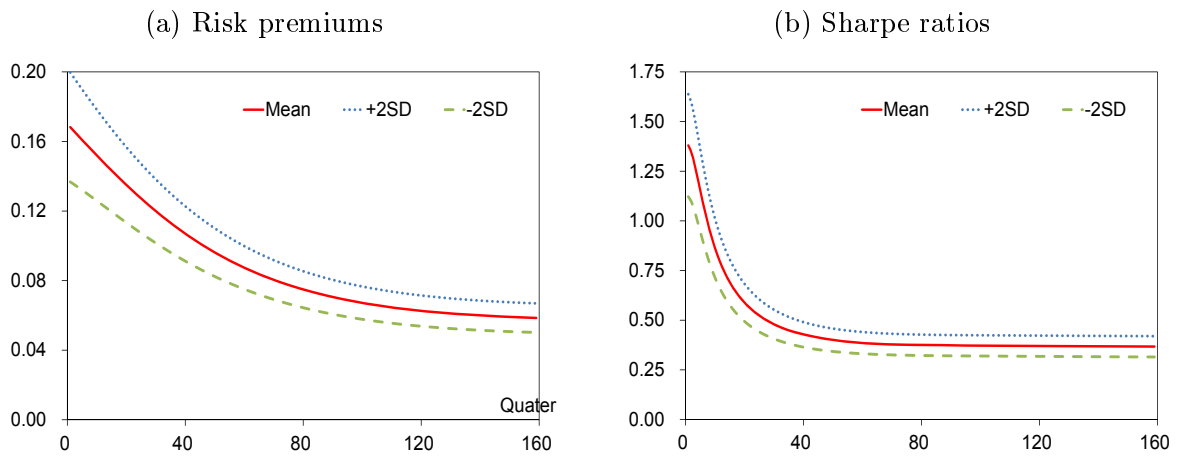 (a) Risk premiums
0.20
0.16
0.12
0.08
0.04
0.00
Mean +2SD -2SD
Quater
0 40 80 120 160
(b) Sharpe ratios
1.75
1.50
1.25
1.00
0.75
0.50
0.25
0.00
Mean +2SD -2SD
0 40 80 120 160